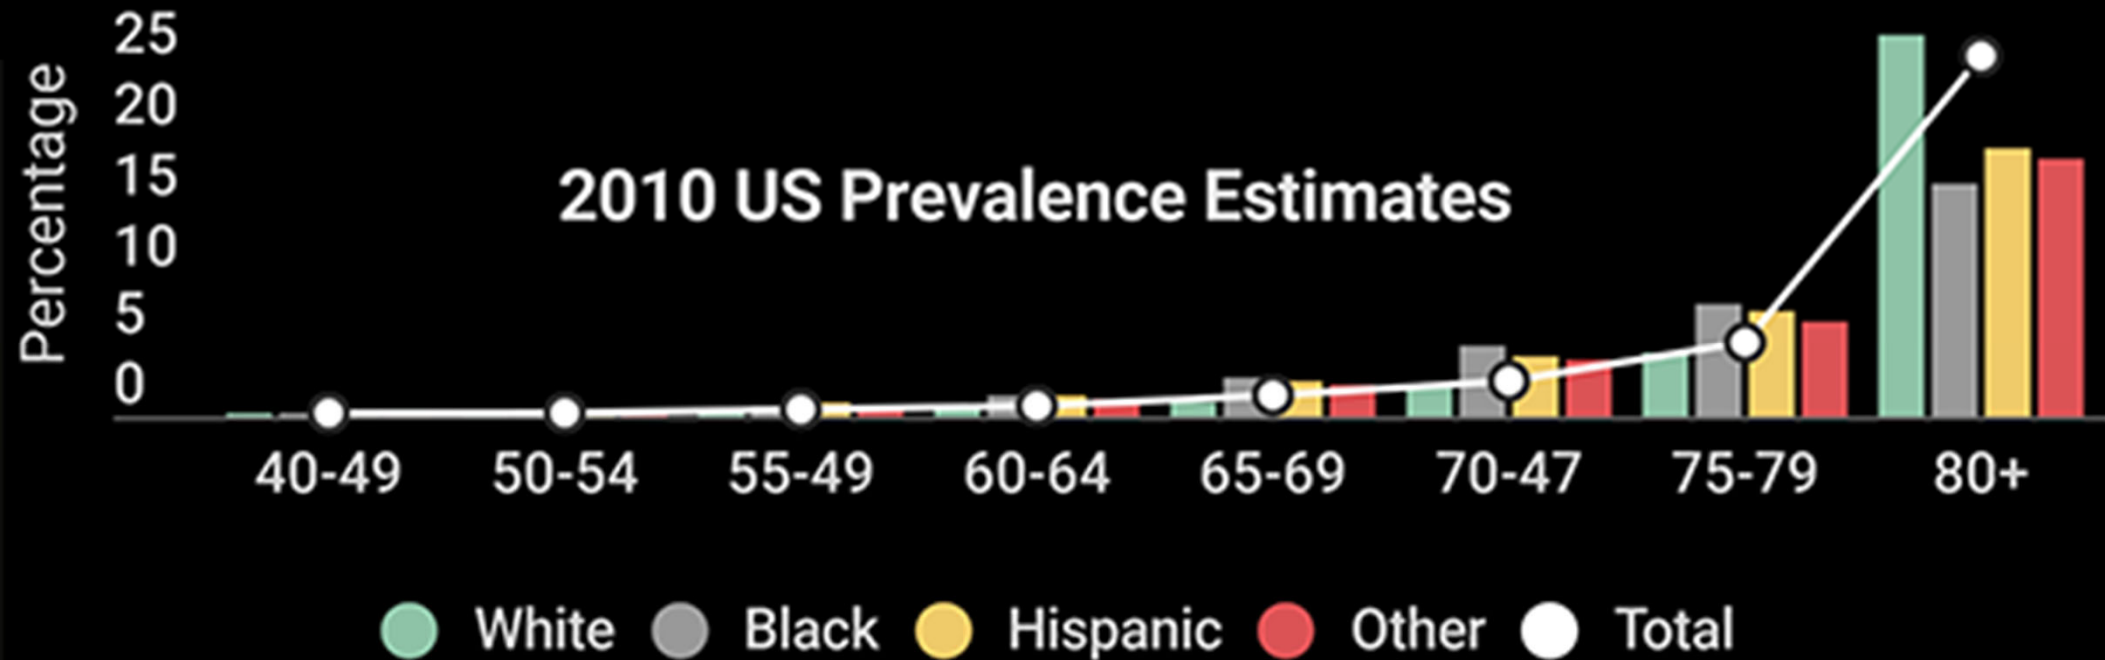 Percentage
25
20
15
10
5
0
2010 US Prevalence Estimates
40-49 50-54 55-49 60-64 65-69 70-47 75-79 80+
White Black Hispanic Other Total